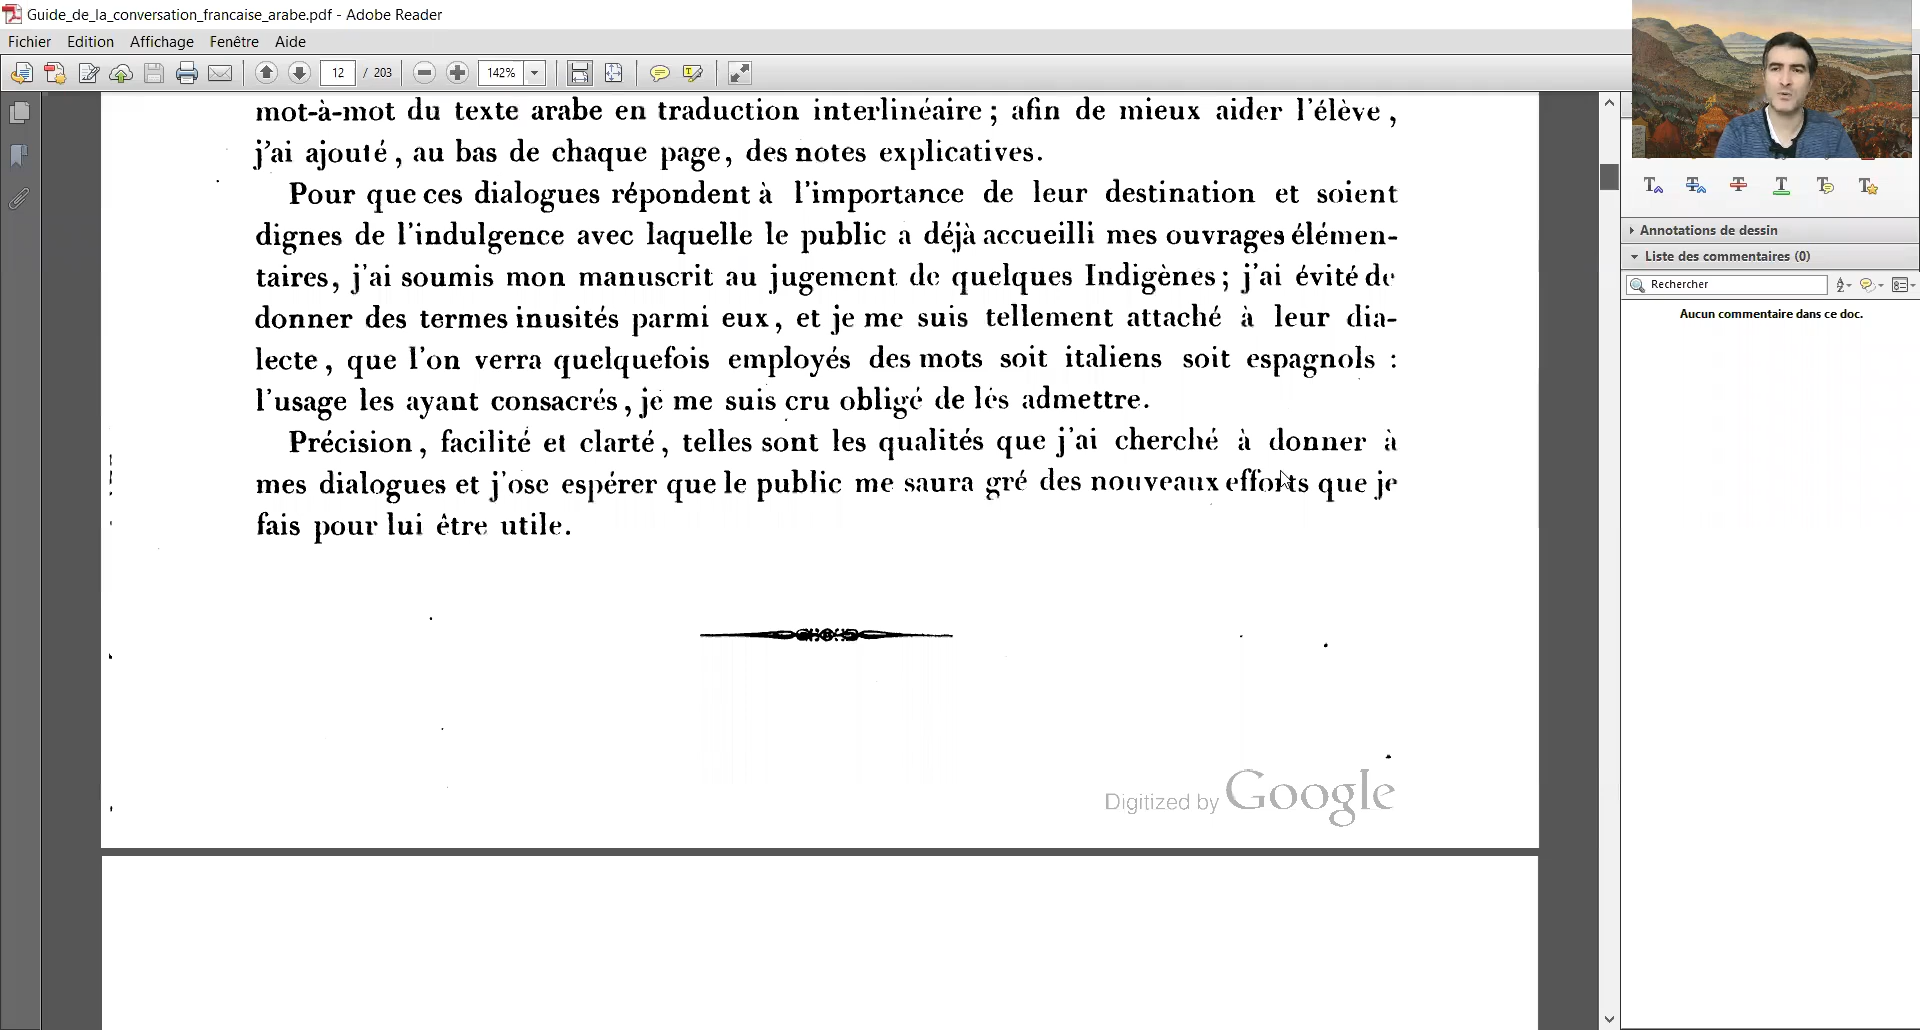 Guide_de_la_conversation_francaise_arabe.pdf - Adobe Reader
Fichier Edition Affichage Fenêtre Aide
12 / 203 142%
mot-à-mot du texte arabe en traduction interlinéaire ; afin de mieux aider l'élève ,
j'ai ajouté , au bas de chaque page, des notes explicatives.
Pour que ces dialogues répondent à l'importance de leur destination et soient
dignes de l'indulgence avec laquelle le public a déjà accueilli mes ouvrages élémen-
taires, j'ai soumis mon manuscrit au jugement de quelques Indigènes ; j'ai évité de
donner des termes inusités parmi eux, et je me suis tellement attaché à leur dia-
lecte , que l'on verra quelquefois employés des mots soit italiens soit espagnols :
l'usage les ayant consacrés , je me suis cru obligé de les admettre.
Précision, facilité et clarté, telles sont les qualités que j'ai cherché à donner à
mes dialogues et j'ose espérer que le public me saura gré des nouveaux efforts que je
fais pour lui être utile.
Digitized by Google
Annotations de dessin
Liste des commentaires (0)
Rechercher
Aucun commentaire dans ce doc.